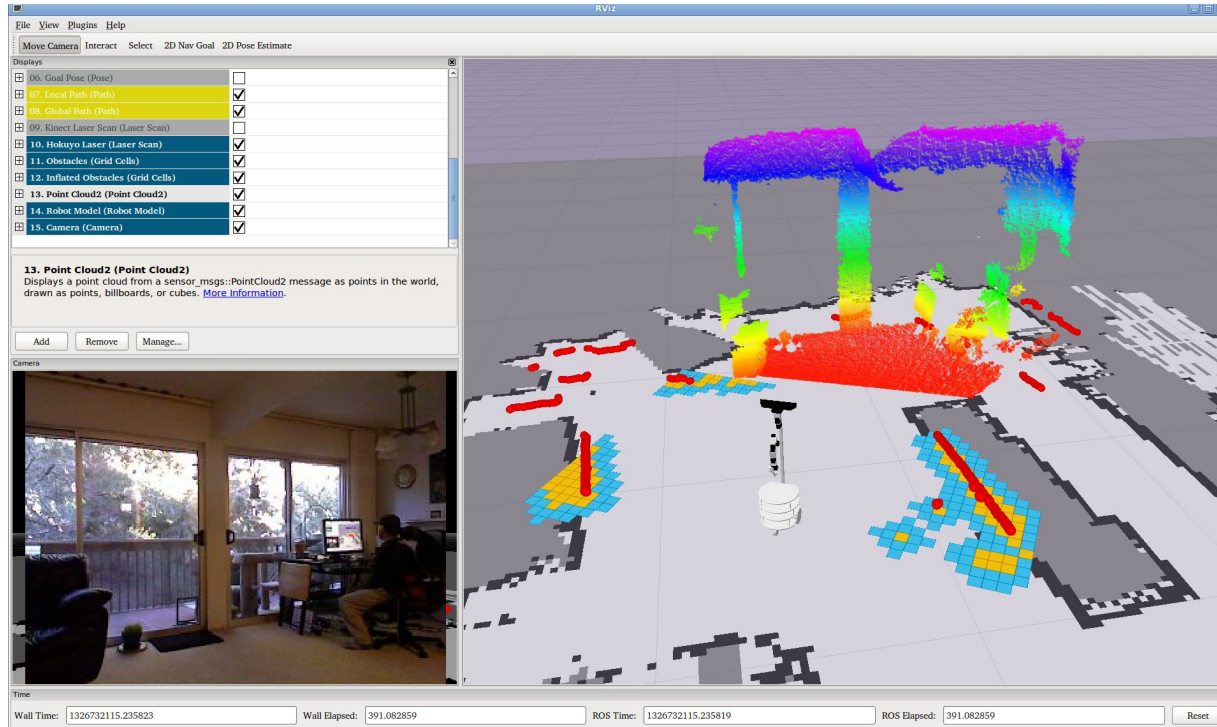 RViz
File View Plugins Help
Move Camera Interact Select 2D Nav Goal 2D Pose Estimate
Displays
06. Goal Pose (Pose)
07. Local Path (Path)
08. Global Path (Path)
09. Kinect Laser Scan (Laser Scan)
10. Hokuyo Laser (Laser Scan)
11. Obstacles (Grid Cells)
12. Inflated Obstacles (Grid Cells)
13. Point Cloud2 (Point Cloud2)
14. Robot Model (Robot Model)
15. Camera (Camera)
13. Point Cloud2 (Point Cloud2)
Displays a point cloud from a sensor_msgs::PointCloud2 message as points in the world,
drawn as points, billboards, or cubes. More Information.
Add Remove Manage...
Camera
Time
Wall Time: 1326732115.235823 Wall Elapsed: 391.082859 ROS Time: 1326732115.235819 ROS Elapsed: 391.082859 Reset